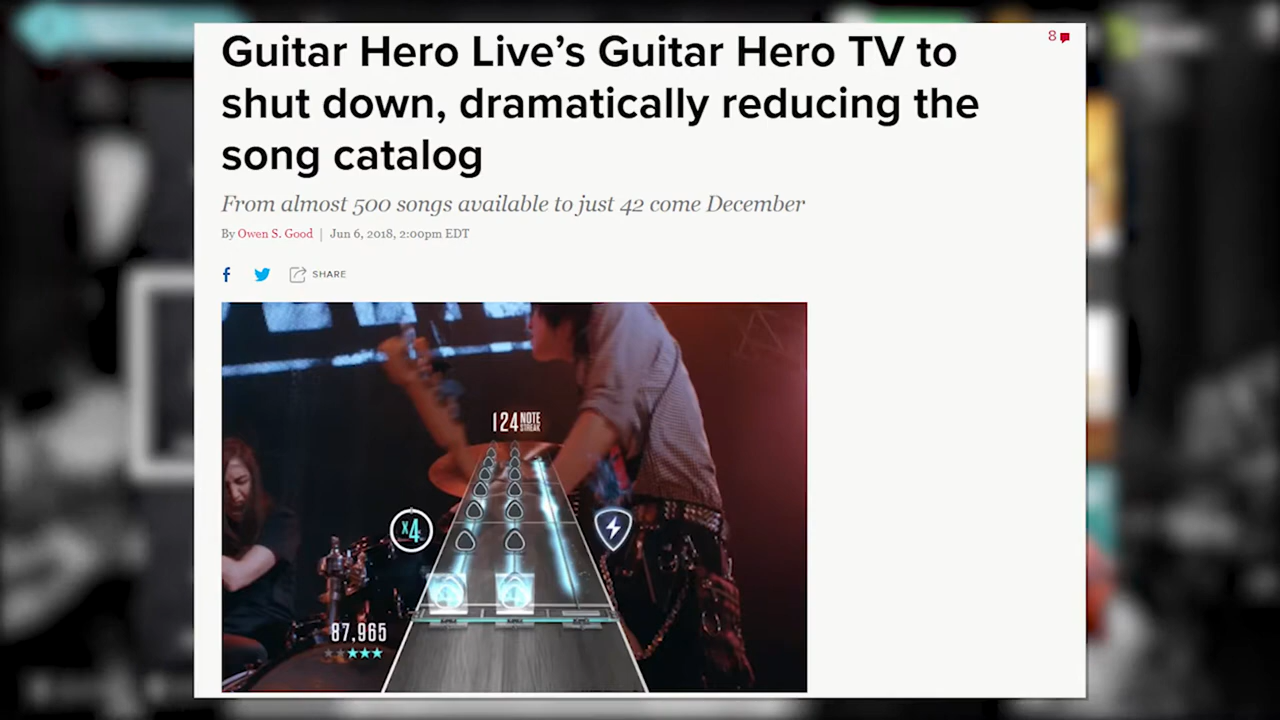 Guitar Hero Live’s Guitar Hero TV to
shut down, dramatically reducing the
song catalog
8
From almost 500 songs available to just 42 come December
By Owen S. Good | Jun 6, 2018, 2:00pm EDT
SHARE
124 NOTE STREAK
x4
87,965